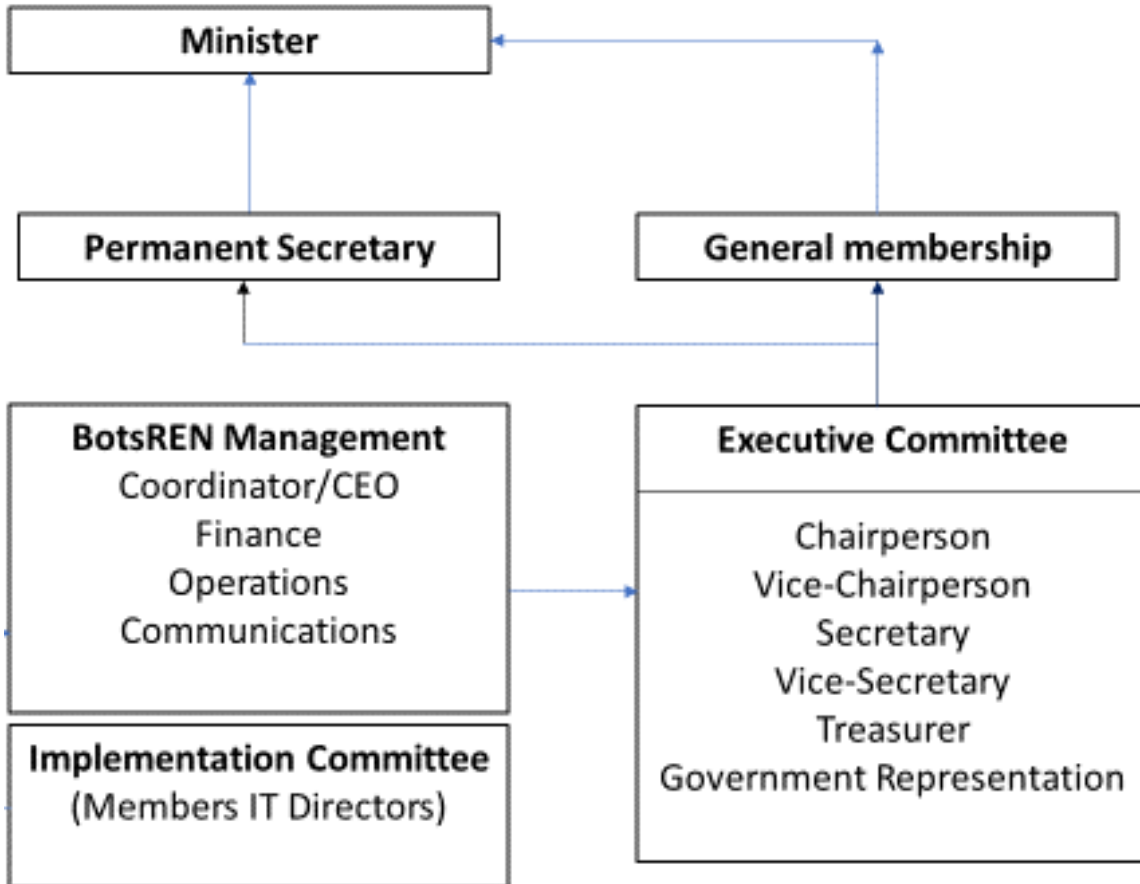 Minister
Permanent Secretary
General membership
BotsREN Management
Coordinator/CEO
Finance
Operations
Communications
Implementation Committee
(Members IT Directors)
Executive Committee
Chairperson
Vice-Chairperson
Secretary
Vice-Secretary
Treasurer
Government Representation